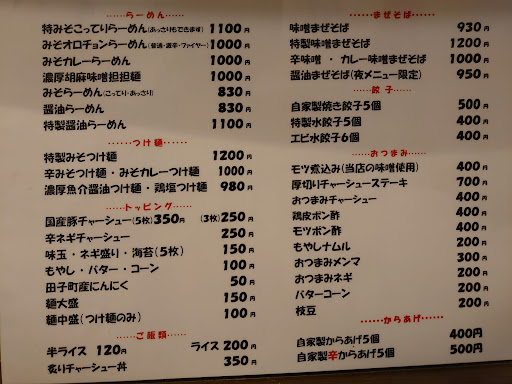 ……らーめん……
特みそこってりらーめん(あっさりもできます) 1100円
みそオロチョンらーめん(普通・激辛・ファイヤー) 1000円
みそカレーらーめん 1000円
濃厚胡麻味噌担担麺 1000円
みそらーめん(こってり・あっさり) 830円
醤油らーめん 830円
特製醤油らーめん 1100円
……つけ麺……
特製みそつけ麺 1200円
辛みそつけ麺・みそカレーつけ麺 1000円
濃厚魚介醤油つけ麺・鶏塩つけ麺 980円
……トッピング……
国産豚チャーシュー(5枚)350円 (3枚)250円
辛ネギチャーシュー 250円
味玉・ネギ盛り・海苔(5枚) 150円
もやし・バター・コーン 100円
田子町産にんにく 50円
麺大盛 150円
麺中盛(つけ麺のみ) 100円
……ご飯類……
半ライス 120円 ライス 200円
炙りチャーシュー丼 350円
……まぜそば……
味噌まぜそば 930円
特製味噌まぜそば 1200円
辛味噌・カレー味噌まぜそば 1000円
醤油まぜそば(夜メニュー限定) 950円
……餃子……
自家製焼き餃子5個 500円
特製水餃子5個 400円
エビ水餃子6個 400円
……おつまみ……
モツ煮込み(当店の味噌使用) 400円
厚切りチャーシューステーキ 700円
おつまみチャーシュー 400円
鶏皮ポン酢 400円
モツポン酢 400円
もやしナムル 200円
おつまみメンマ 300円
おつまみネギ 200円
バターコーン 200円
枝豆 200円
……からあげ……
自家製からあげ5個 400円
自家製辛からあげ5個 500円